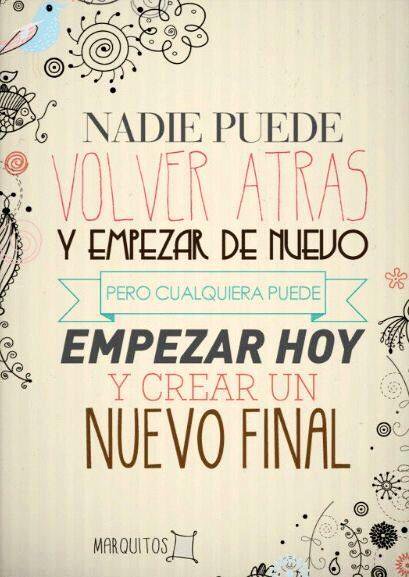 NADIE PUEDE
VOLVER ATRAS
Y EMPEZAR DE NUEVO
PERO CUALQUIERA PUEDE
EMPEZAR HOY
Y CREAR UN
NUEVO FINAL
MARQUITOS